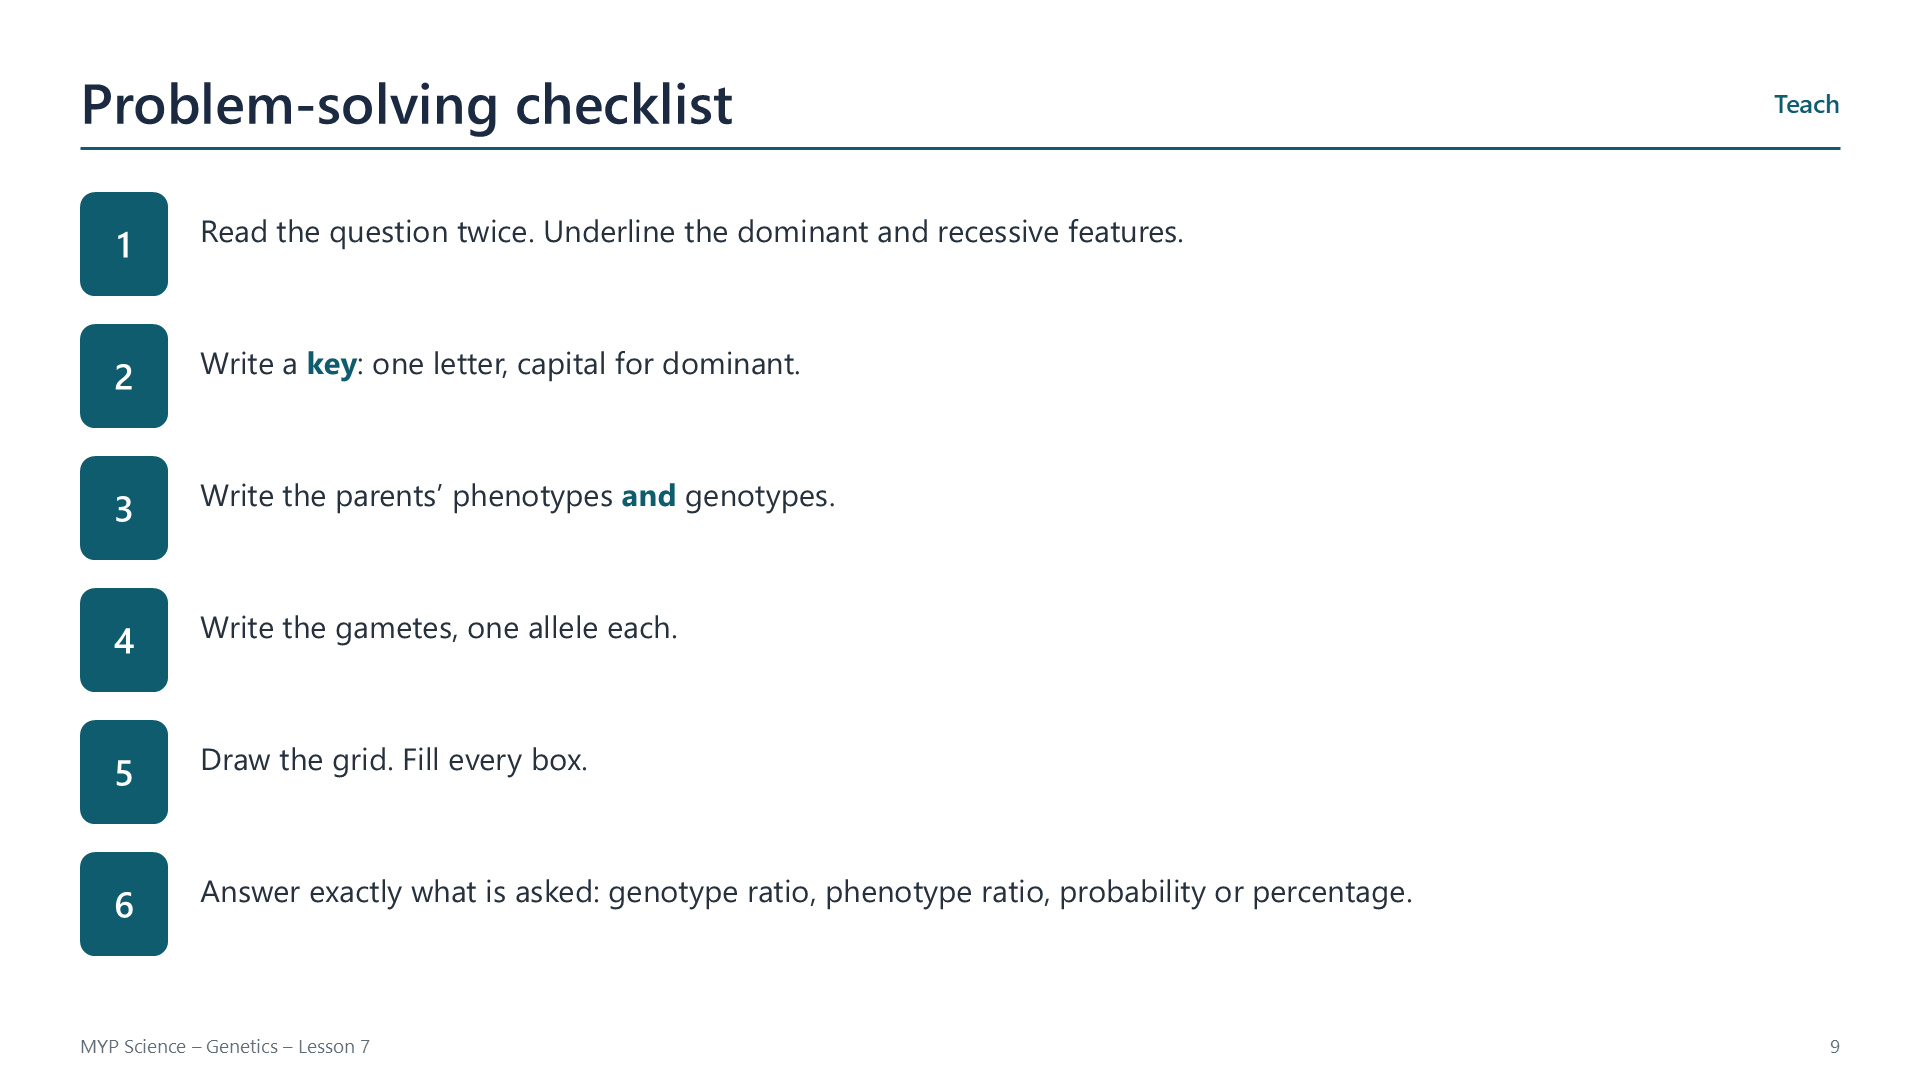 Problem-solving checklist
Teach
1
Read the question twice. Underline the dominant and recessive features.
2
Write a key: one letter, capital for dominant.
3
Write the parents’ phenotypes and genotypes.
4
Write the gametes, one allele each.
5
Draw the grid. Fill every box.
6
Answer exactly what is asked: genotype ratio, phenotype ratio, probability or percentage.
MYP Science – Genetics – Lesson 7
9